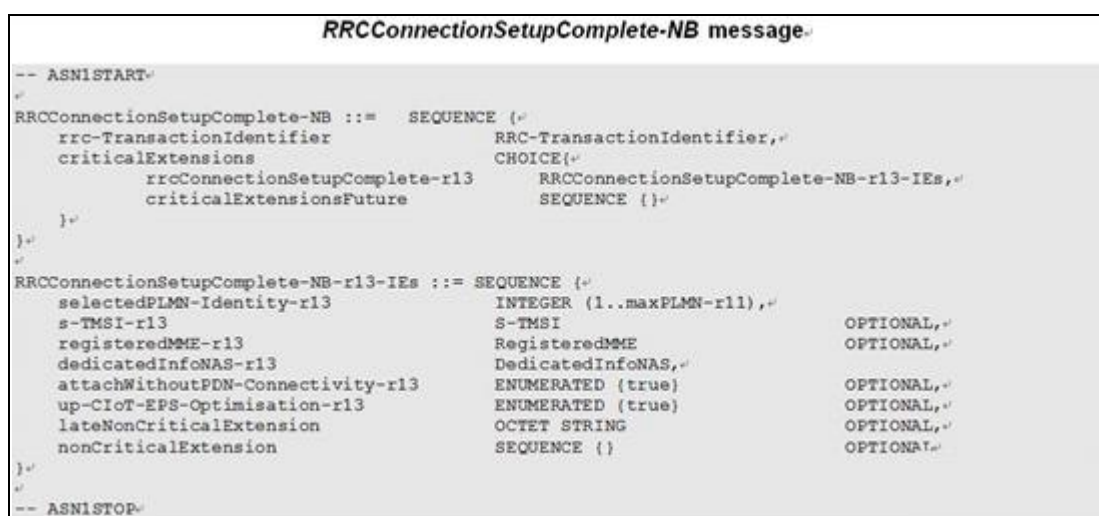 RRCConnectionSetupComplete-NB message
-- ASN1START
RRCConnectionSetupComplete-NB ::= SEQUENCE {
rrc-TransactionIdentifier RRC-TransactionIdentifier,
criticalExtensions CHOICE{
rrcConnectionSetupComplete-r13 RRCConnectionSetupComplete-NB-r13-IEs,
criticalExtensionsFuture SEQUENCE {}
}
}
RRCConnectionSetupComplete-NB-r13-IEs ::= SEQUENCE {
selectedPLMN-Identity-r13 INTEGER (1..maxPLMN-r11),
s-TMSI-r13 S-TMSI OPTIONAL,
registeredMME-r13 RegisteredMME OPTIONAL,
dedicatedInfoNAS-r13 DedicatedInfoNAS,
attachWithoutPDN-Connectivity-r13 ENUMERATED {true} OPTIONAL,
up-CIoT-EPS-Optimisation-r13 ENUMERATED {true} OPTIONAL,
lateNonCriticalExtension OCTET STRING OPTIONAL,
nonCriticalExtension SEQUENCE {} OPTIONAL
}
-- ASN1STOP